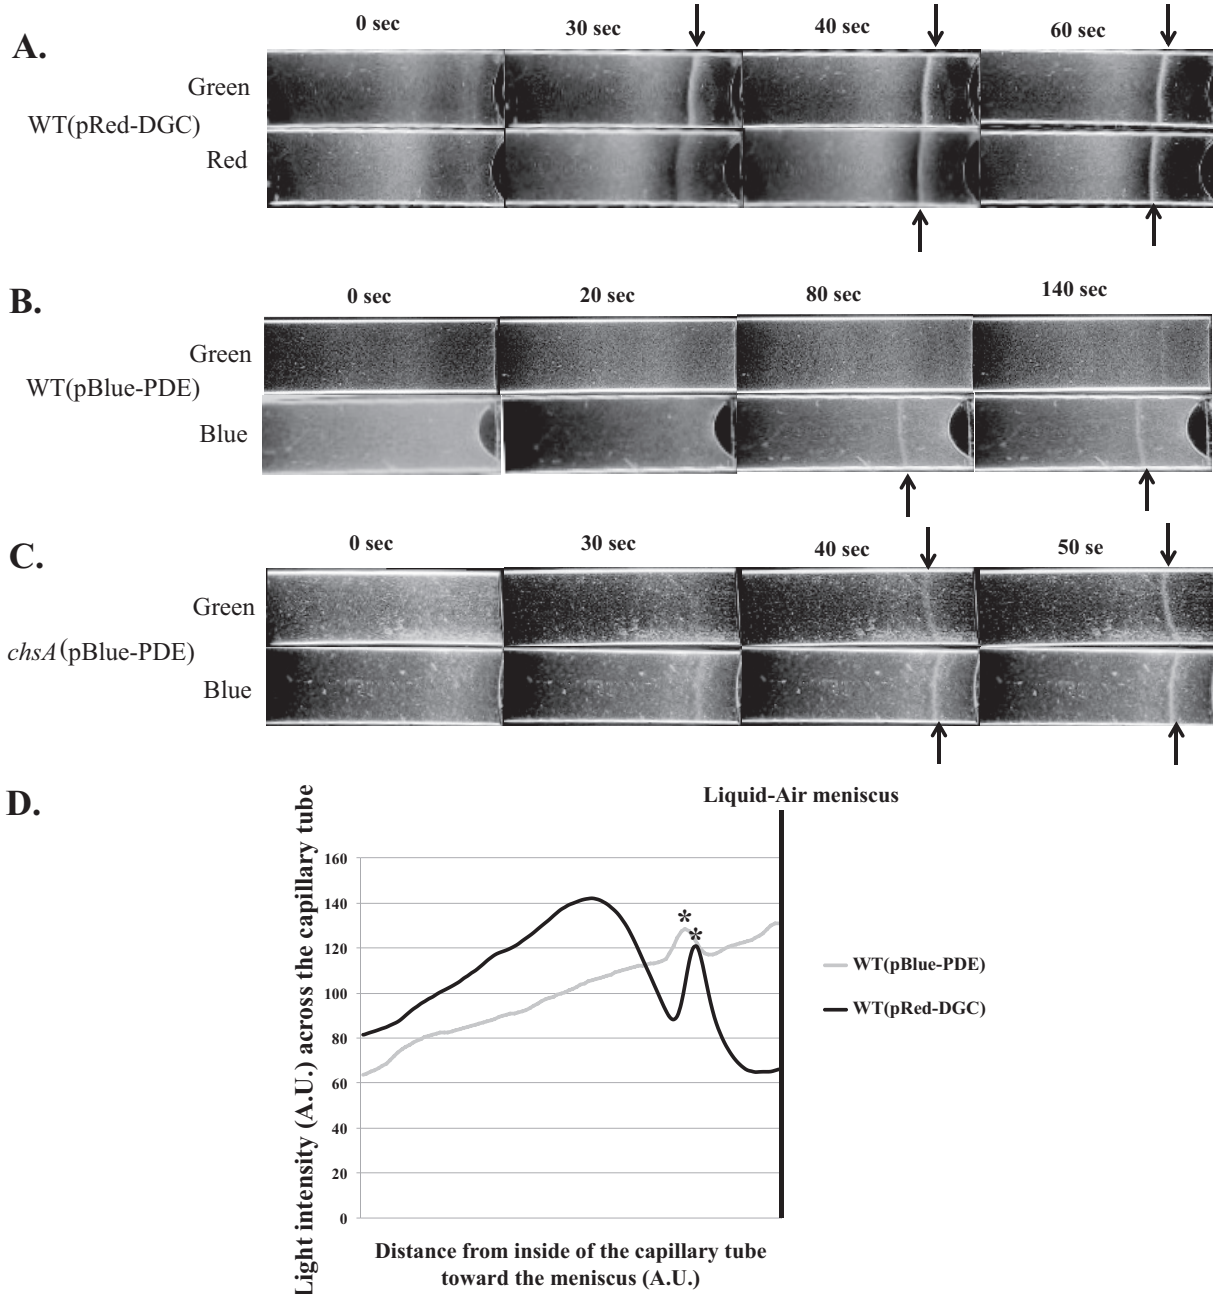 A.
0 sec 30 sec 40 sec 60 sec
Green
WT(pRed-DGC)
Red
B.
0 sec 20 sec 80 sec 140 sec
Green
WT(pBlue-PDE)
Blue
C.
0 sec 30 sec 40 sec 50 se
Green
chsA(pBlue-PDE)
Blue
D.
Liquid-Air meniscus
Light intensity (A.U.) across the capillary tube
160
140
120
100
80
60
40
20
0
* *
WT(pBlue-PDE)
WT(pRed-DGC)
Distance from inside of the capillary tube
toward the meniscus (A.U.)